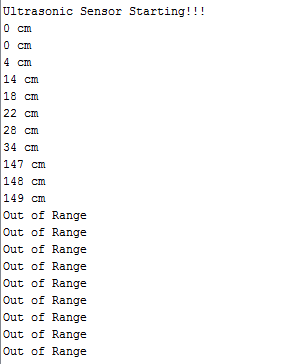 Ultrasonic Sensor Starting!!!
0 cm
0 cm
4 cm
14 cm
18 cm
22 cm
28 cm
34 cm
147 cm
148 cm
149 cm
Out of Range
Out of Range
Out of Range
Out of Range
Out of Range
Out of Range
Out of Range
Out of Range
Out of Range